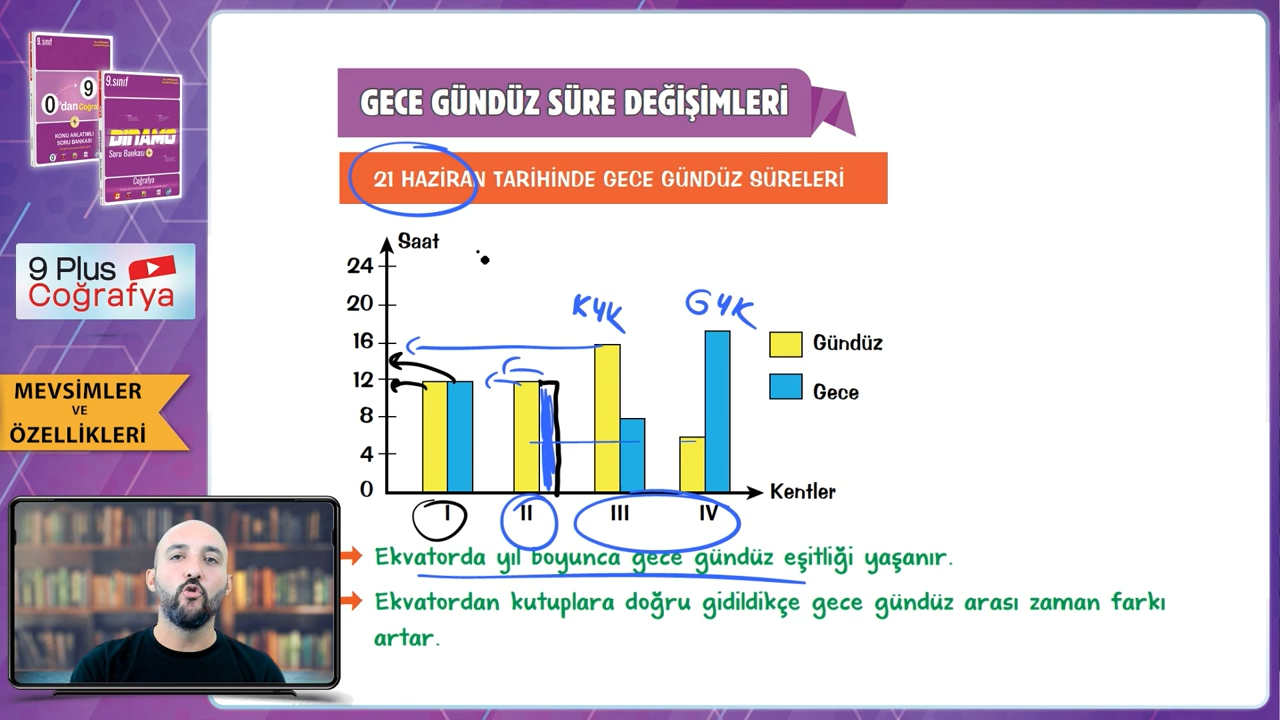 9.sınıf
0'dan
9
KONU ANLATIMLI
SORU BANKASI
9.sınıf
DINAMO
Soru Bankası
Coğrafya
9 Plus
Coğrafya
MEVSİMLER
VE
ÖZELLİKLERİ
GECE GÜNDÜZ SÜRE DEĞİŞİMLERİ
21 HAZİRAN TARİHİNDE GECE GÜNDÜZ SÜRELERİ
Saat
24
20
16
12
8
4
0
KYK
GYK
Gündüz
Gece
Kentler
I
II
III
IV
Ekvatorda yıl boyunca gece gündüz eşitliği yaşanır.
Ekvatordan kutuplara doğru gidildikçe gece gündüz arası zaman farkı
artar.